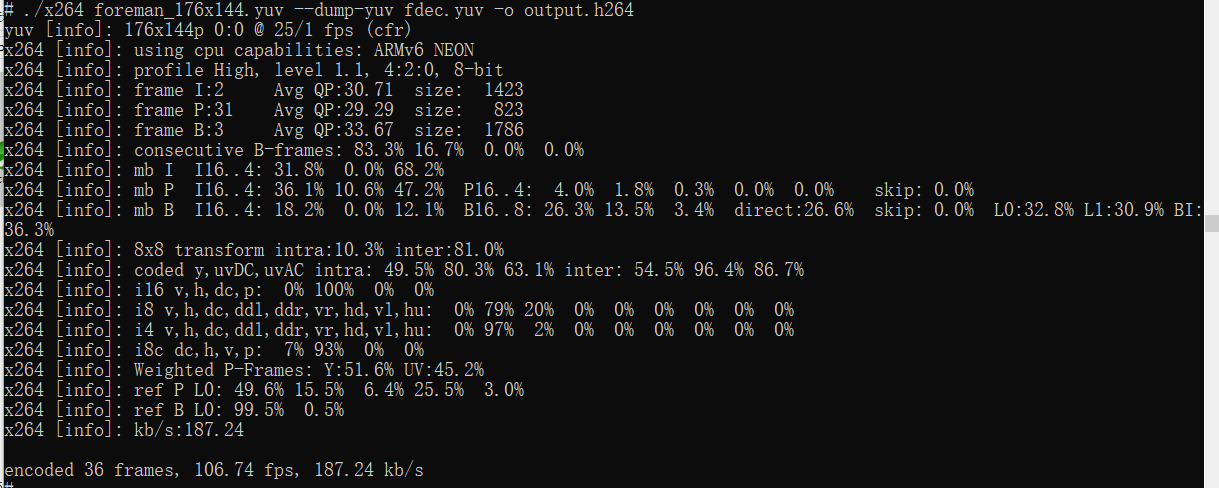 # ./x264 foreman_176x144.yuv --dump-yuv fdec.yuv -o output.h264
yuv [info]: 176x144p 0:0 @ 25/1 fps (cfr)
x264 [info]: using cpu capabilities: ARMv6 NEON
x264 [info]: profile High, level 1.1, 4:2:0, 8-bit
x264 [info]: frame I:2     Avg QP:30.71  size:  1423
x264 [info]: frame P:31    Avg QP:29.29  size:   823
x264 [info]: frame B:3     Avg QP:33.67  size:  1786
x264 [info]: consecutive B-frames: 83.3% 16.7%  0.0%  0.0%
x264 [info]: mb I  I16..4: 31.8%  0.0% 68.2%
x264 [info]: mb P  I16..4: 36.1% 10.6% 47.2%  P16..4:  4.0%  1.8%  0.3%  0.0%  0.0%    skip: 0.0%
x264 [info]: mb B  I16..4: 18.2%  0.0% 12.1%  B16..8: 26.3% 13.5%  3.4%  direct:26.6%  skip: 0.0%  L0:32.8% L1:30.9% BI:
36.3%
x264 [info]: 8x8 transform intra:10.3% inter:81.0%
x264 [info]: coded y,uvDC,uvAC intra: 49.5% 80.3% 63.1% inter: 54.5% 96.4% 86.7%
x264 [info]: i16 v,h,dc,p:  0% 100%  0%  0%
x264 [info]: i8 v,h,dc,ddl,ddr,vr,hd,vl,hu:  0% 79% 20%  0%  0%  0%  0%  0%  0%
x264 [info]: i4 v,h,dc,ddl,ddr,vr,hd,vl,hu:  0% 97%  2%  0%  0%  0%  0%  0%  0%
x264 [info]: i8c dc,h,v,p:  7% 93%  0%  0%
x264 [info]: Weighted P-Frames: Y:51.6% UV:45.2%
x264 [info]: ref P L0: 49.6% 15.5%  6.4% 25.5%  3.0%
x264 [info]: ref B L0: 99.5%  0.5%
x264 [info]: kb/s:187.24
encoded 36 frames, 106.74 fps, 187.24 kb/s
#